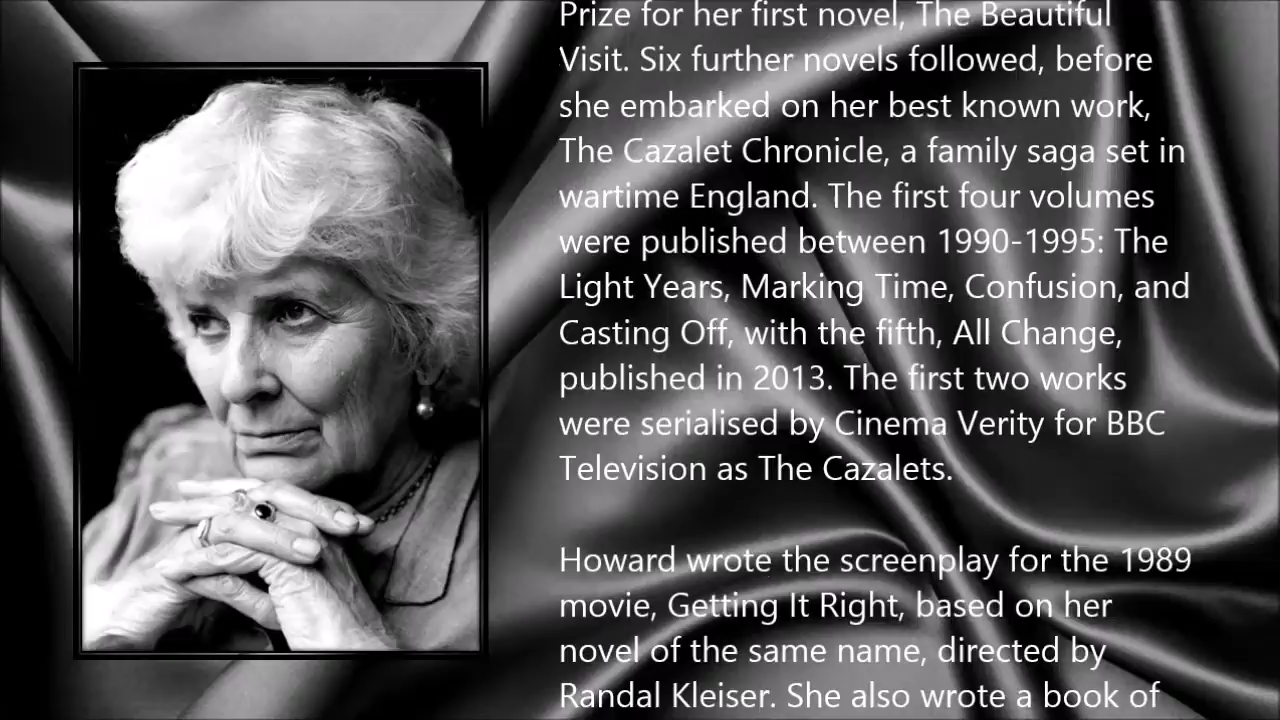 Prize for her first novel, The Beautiful
Visit. Six further novels followed, before
she embarked on her best known work,
The Cazalet Chronicle, a family saga set in
wartime England. The first four volumes
were published between 1990-1995: The
Light Years, Marking Time, Confusion, and
Casting Off, with the fifth, All Change,
published in 2013. The first two works
were serialised by Cinema Verity for BBC
Television as The Cazalets.
Howard wrote the screenplay for the 1989
movie, Getting It Right, based on her
novel of the same name, directed by
Randal Kleiser. She also wrote a book of